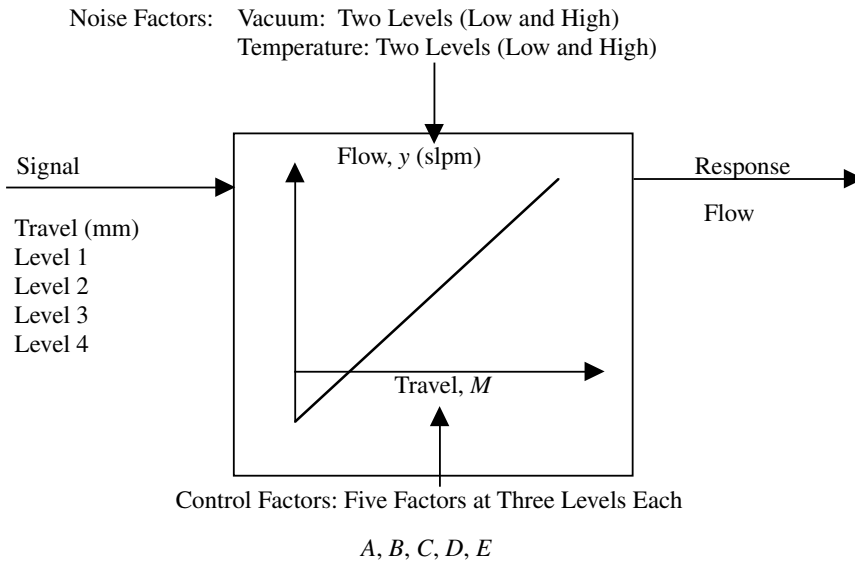 Noise Factors: Vacuum: Two Levels (Low and High)
Temperature: Two Levels (Low and High)
Flow, y (slpm)
Signal
Response
Flow
Travel (mm)
Level 1
Level 2
Level 3
Level 4
Travel, M
Control Factors: Five Factors at Three Levels Each
A, B, C, D, E